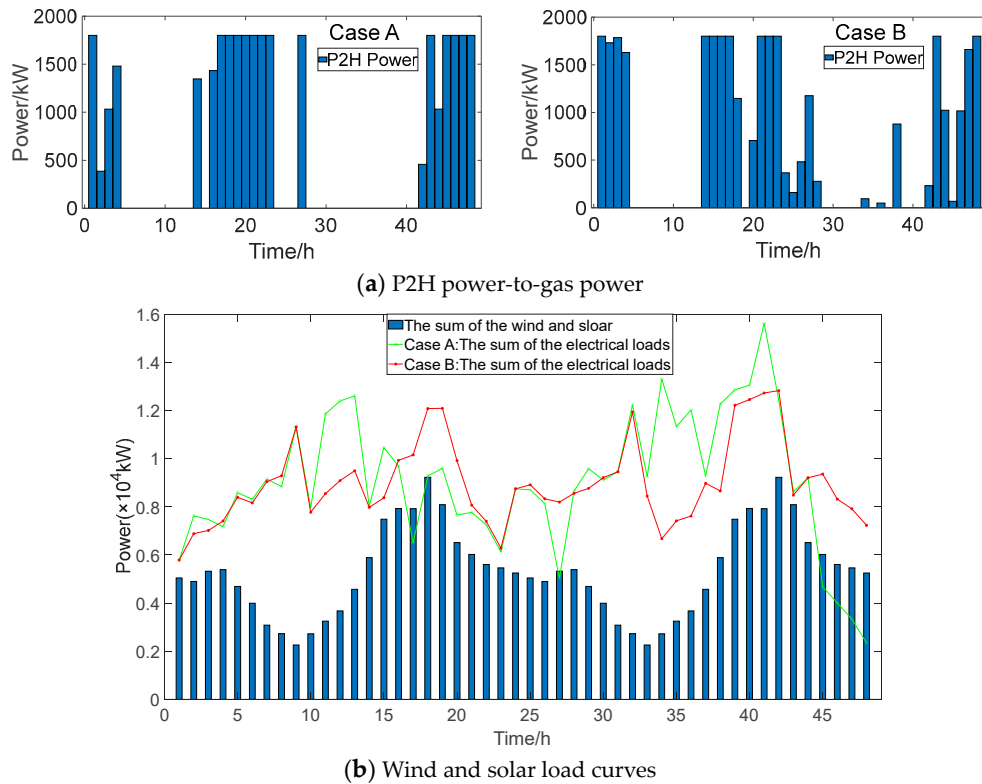 Case A
P2H Power
Power/kW
2000
1500
1000
500
0
0 10 20 30 40
Time/h
Case B
P2H Power
Power/kW
2000
1500
1000
500
0
0 10 20 30 40
Time/h
(a) P2H power-to-gas power
The sum of the wind and sloar
Case A:The sum of the electrical loads
Case B:The sum of the electrical loads
Power(×10⁴kW)
1.6
1.4
1.2
1
0.8
0.6
0.4
0.2
0
0 5 10 15 20 25 30 35 40 45
Time/h
(b) Wind and solar load curves